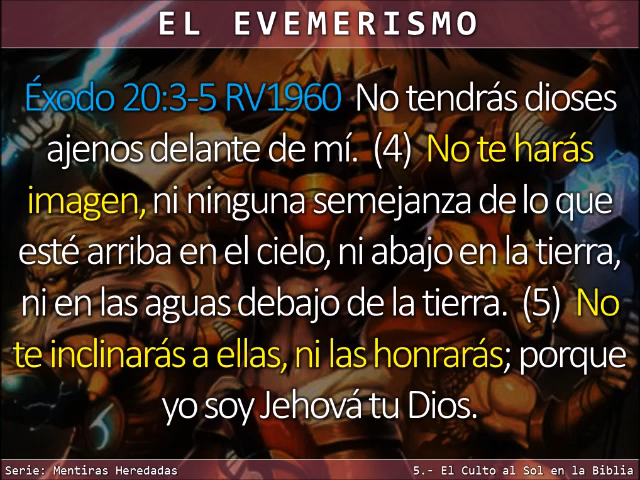 EL EVEMERISMO
Éxodo 20:3-5 RV1960 No tendrás dioses
ajenos delante de mí. (4) No te harás
imagen, ni ninguna semejanza de lo que
esté arriba en el cielo, ni abajo en la tierra,
ni en las aguas debajo de la tierra. (5) No
te inclinarás a ellas, ni las honrarás; porque
yo soy Jehová tu Dios.
Serie: Mentiras Heredadas
5.- El Culto al Sol en la Biblia